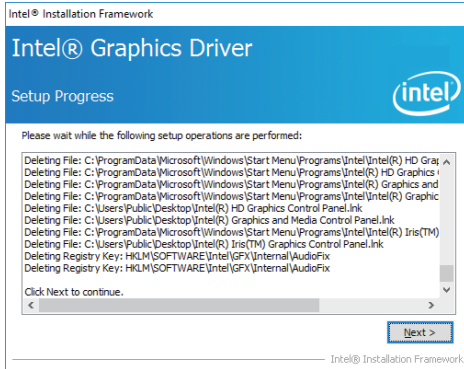 Intel® Installation Framework
Intel® Graphics Driver
Setup Progress
intel
Please wait while the following setup operations are performed:
Deleting File: C:\ProgramData\Microsoft\Windows\Start Menu\Programs\Intel\Intel(R) HD Grap
Deleting File: C:\ProgramData\Microsoft\Windows\Start Menu\Programs\Intel\Intel(R) HD Graphics
Deleting File: C:\ProgramData\Microsoft\Windows\Start Menu\Programs\Intel\Intel(R) Graphics and
Deleting File: C:\ProgramData\Microsoft\Windows\Start Menu\Programs\Intel\Intel(R) Graphic
Deleting File: C:\Users\Public\Desktop\Intel(R) HD Graphics Control Panel.lnk
Deleting File: C:\Users\Public\Desktop\Intel(R) Graphics and Media Control Panel.lnk
Deleting File: C:\ProgramData\Microsoft\Windows\Start Menu\Programs\Intel\Intel(R) Iris(TM)
Deleting File: C:\Users\Public\Desktop\Intel(R) Iris(TM) Graphics Control Panel.lnk
Deleting Registry Key: HKLM\SOFTWARE\Intel\GFX\Internal\AudioFix
Deleting Registry Key: HKLM\SOFTWARE\Intel\GFX\Internal\AudioFix
Click Next to continue.
Next >
Intel® Installation Framework